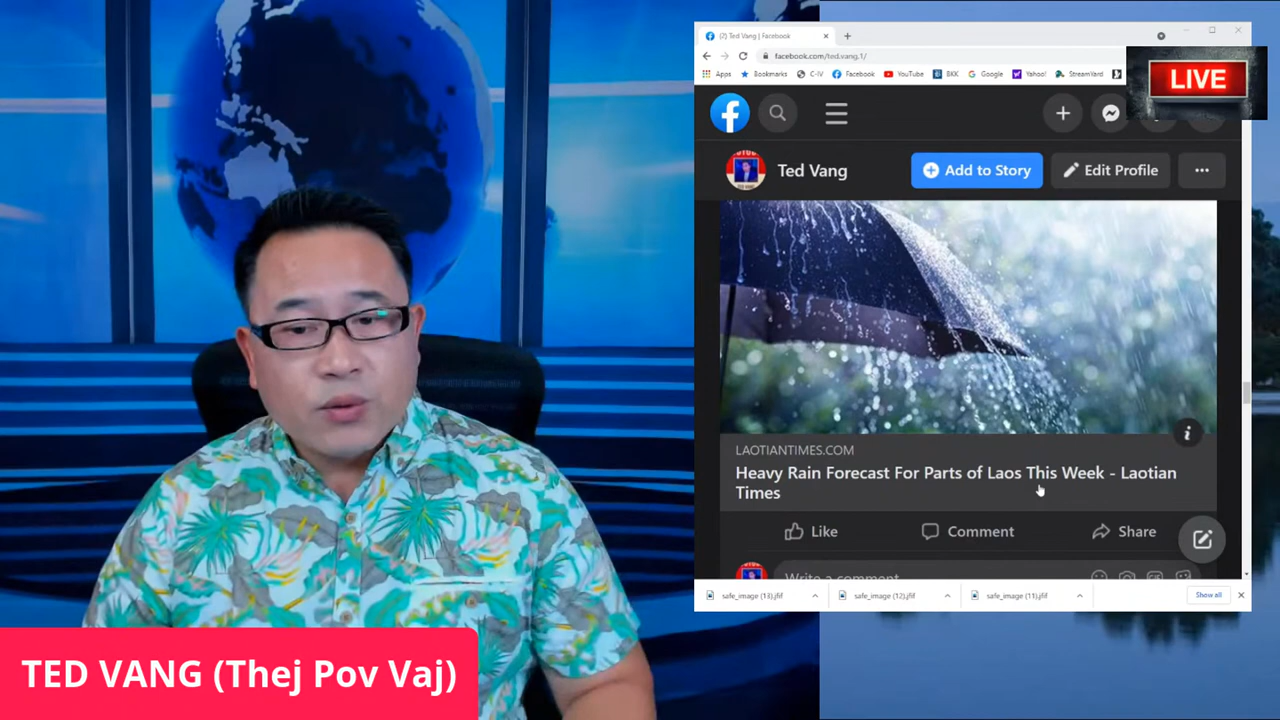 (2) Ted Vang | Facebook
facebook.com/ted.vang.1/
Apps Bookmarks C-IV Facebook YouTube BKK Google Yahoo! StreamYard
LIVE
Ted Vang
Add to Story
Edit Profile
LAOTIANTIMES.COM
Heavy Rain Forecast For Parts of Laos This Week - Laotian
Times
Like
Comment
Share
Write a comment
safe_image (13).jfif
safe_image (12).jfif
safe_image (11).jfif
Show all
TED VANG (Thej Pov Vaj)